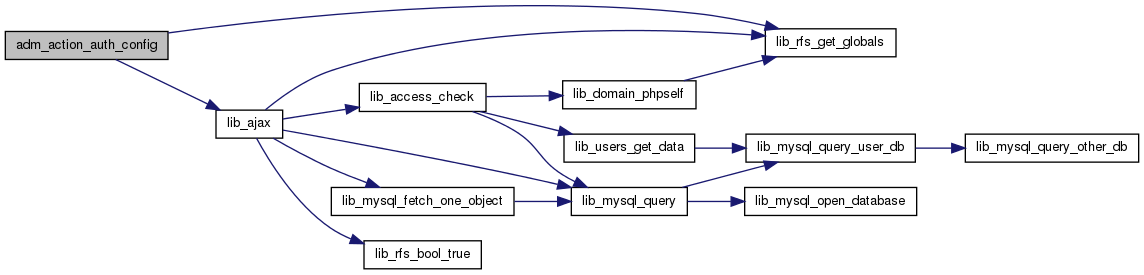 adm_action_auth_config
lib_rfs_get_globals
lib_ajax
lib_access_check
lib_domain_phpself
lib_users_get_data
lib_mysql_query_user_db
lib_mysql_query_other_db
lib_mysql_fetch_one_object
lib_mysql_query
lib_mysql_open_database
lib_rfs_bool_true